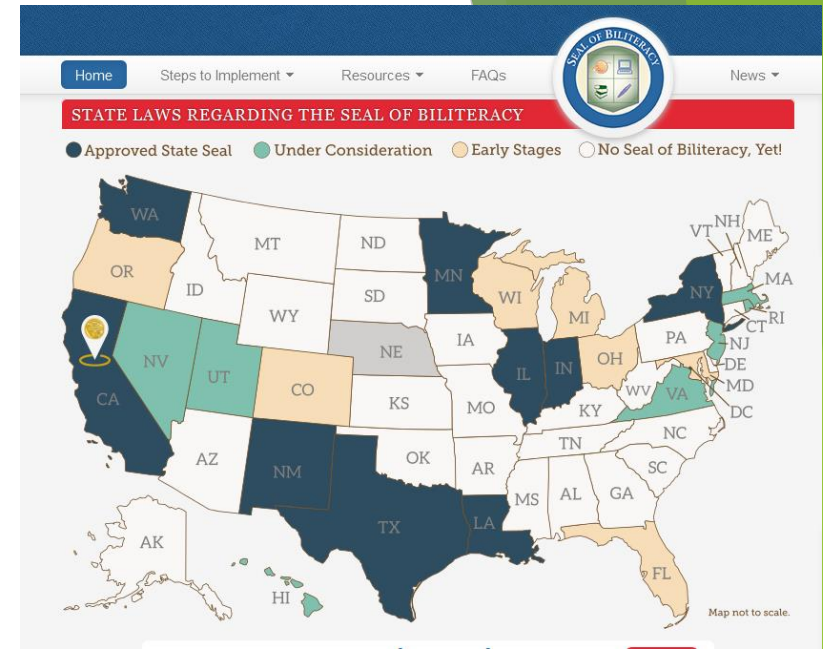 SEAL OF BILITERACY
Home Steps to Implement Resources FAQs News
STATE LAWS REGARDING THE SEAL OF BILITERACY
Approved State Seal Under Consideration Early Stages No Seal of Biliteracy, Yet!
WA
MT
ND
MN
VT
NH
ME
OR
ID
SD
WI
NY
MA
WY
MI
RI
CT
IA
PA
NJ
NV
NE
OH
DE
UT
IL
IN
MD
CA
CO
WV
VA
DC
KS
MO
KY
AZ
NM
OK
AR
TN
NC
SC
MS
AL
GA
TX
LA
AK
HI
FL
Map not to scale.